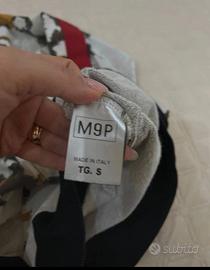 M9P
MADE IN ITALY
TG. S
subito